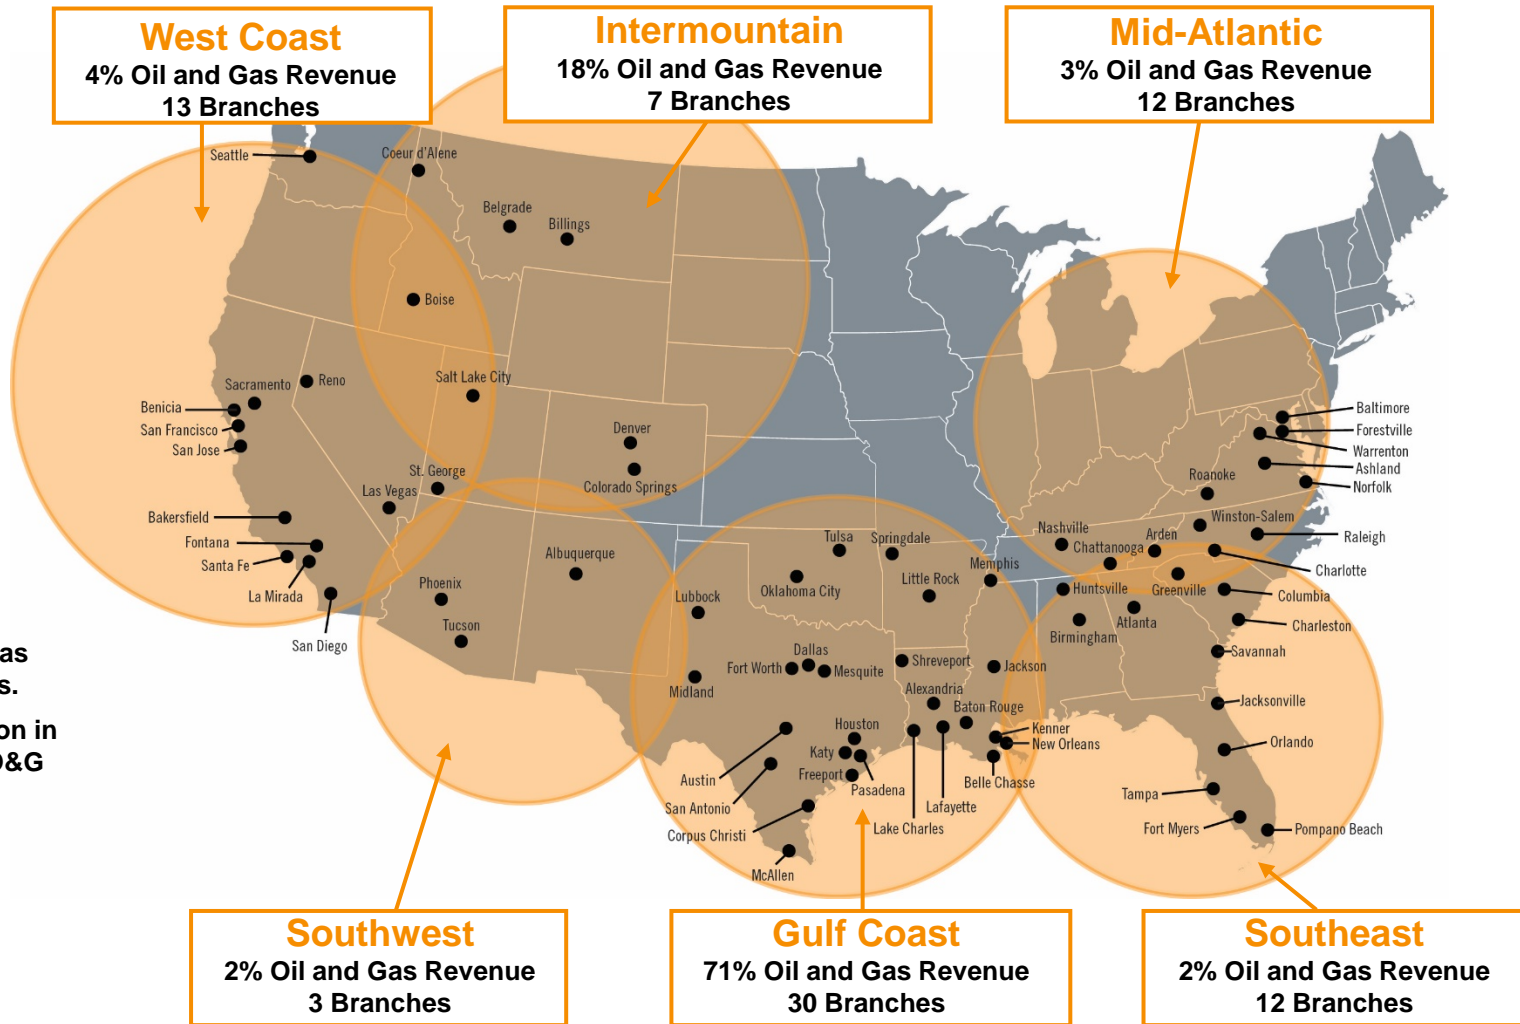 West Coast
4% Oil and Gas Revenue
13 Branches
Intermountain
18% Oil and Gas Revenue
7 Branches
Mid-Atlantic
3% Oil and Gas Revenue
12 Branches
Seattle
Coeur d'Alene
Belgrade
Billings
Boise
Salt Lake City
Sacramento
Reno
Benicia
San Francisco
San Jose
St. George
Las Vegas
Denver
Colorado Springs
Bakersfield
Fontana
Santa Fe
La Mirada
San Diego
Albuquerque
Phoenix
Tucson
Baltimore
Forestville
Warrenton
Ashland
Norfolk
Roanoke
Winston-Salem
Raleigh
Charlotte
Nashville
Chattanooga
Arden
Tulsa
Springdale
Memphis
Oklahoma City
Little Rock
Huntsville
Greenville
Columbia
Lubbock
Birmingham
Atlanta
Charleston
Savannah
Dallas
Fort Worth
Mesquite
Shreveport
Jackson
Midland
Alexandria
Baton Rouge
Jacksonville
Houston
Kenner
New Orleans
Orlando
Katy
Austin
Freeport
Pasadena
Belle Chasse
San Antonio
Lafayette
Tampa
Corpus Christi
Lake Charles
Fort Myers
Pompano Beach
McAllen
as
s.
on in
O&G
Southwest
2% Oil and Gas Revenue
3 Branches
Gulf Coast
71% Oil and Gas Revenue
30 Branches
Southeast
2% Oil and Gas Revenue
12 Branches